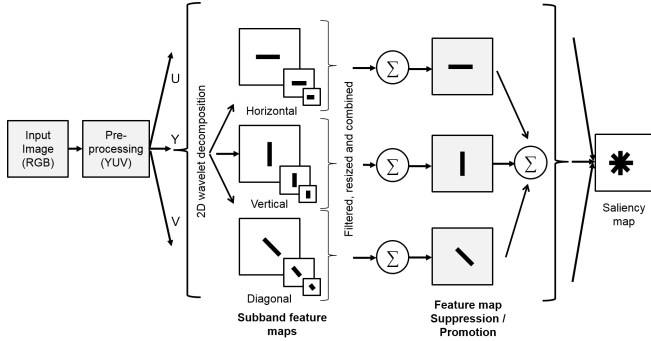 Input
Image
(RGB)
Pre-
processing
(YUV)
U
Y
V
2D wavelet decomposition
Horizontal
Vertical
Diagonal
Subband feature
maps
Filtered, resized and combined
∑
∑
∑
Feature map
Suppression /
Promotion
∑
Saliency
map